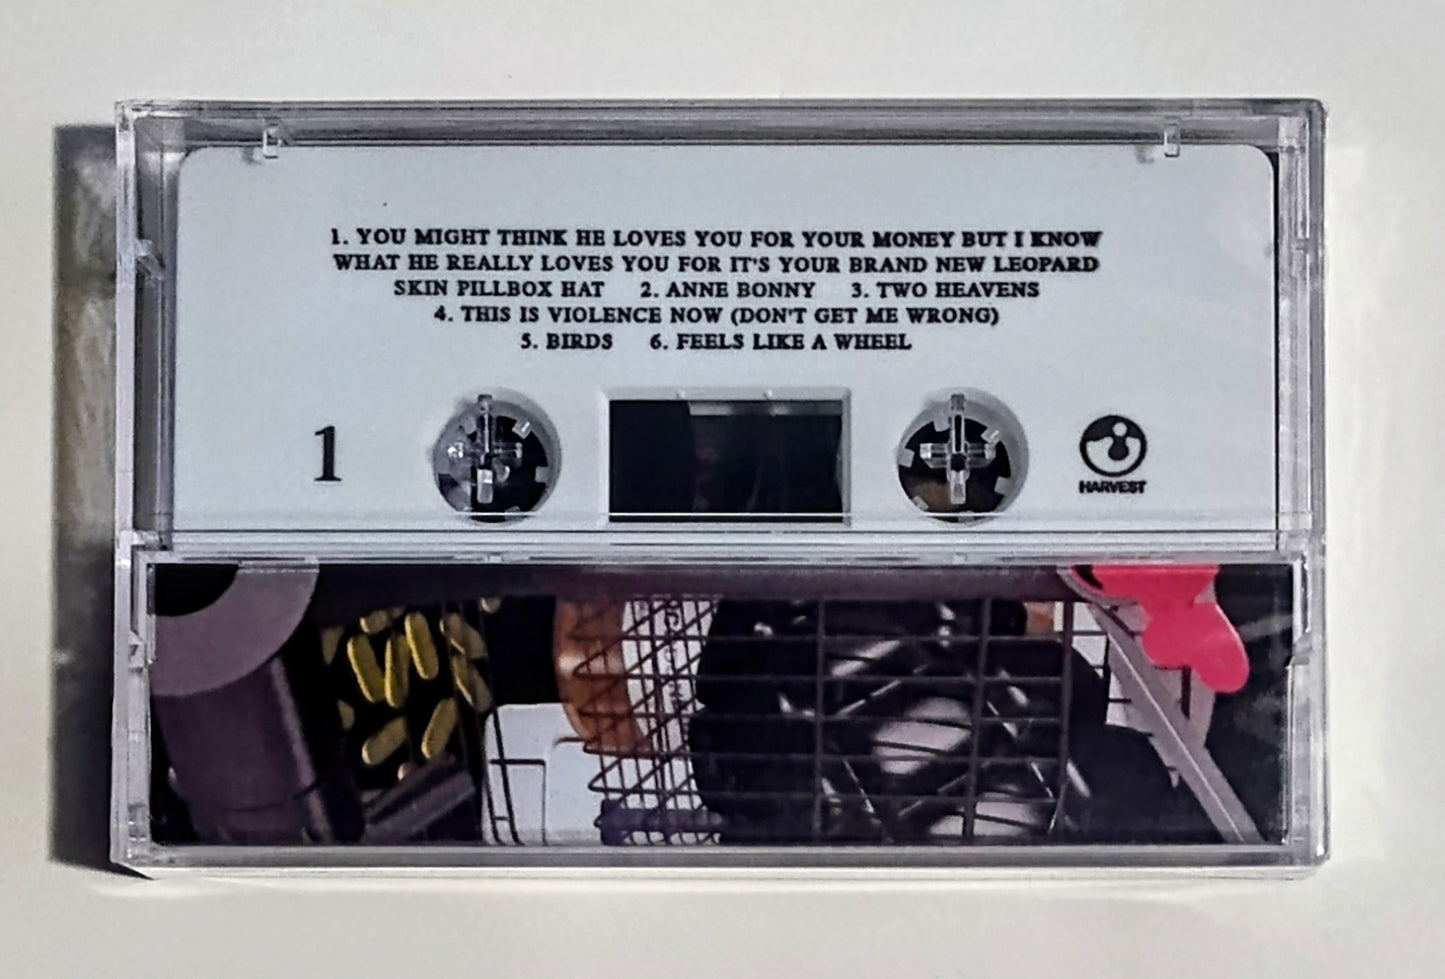 1. YOU MIGHT THINK HE LOVES YOU FOR YOUR MONEY BUT I KNOW
WHAT HE REALLY LOVES YOU FOR IT'S YOUR BRAND NEW LEOPARD
SKIN PILLBOX HAT 2. ANNE BONNY 3. TWO HEAVENS
4. THIS IS VIOLENCE NOW (DON'T GET ME WRONG)
5. BIRDS 6. FEELS LIKE A WHEEL
1
HARVEST